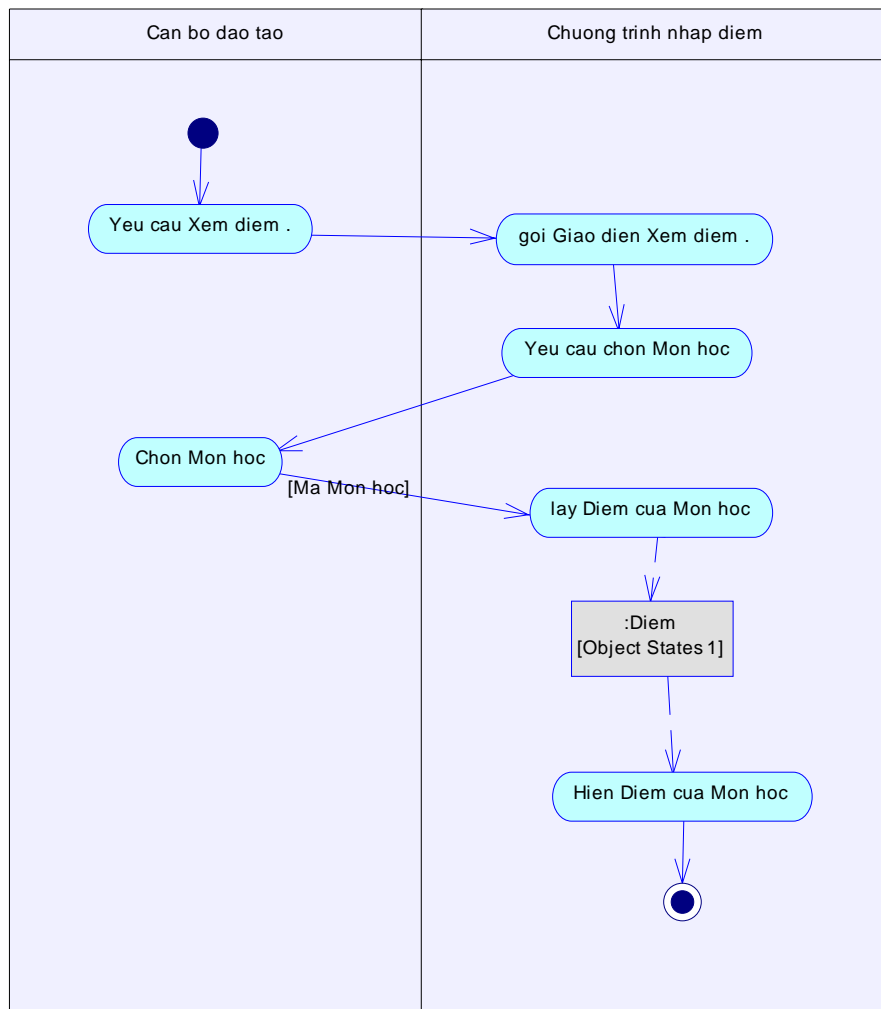 Can bo dao tao
Chuong trinh nhap diem
Yeu cau Xem diem .
goi Giao dien Xem diem .
Yeu cau chon Mon hoc
Chon Mon hoc
[Ma Mon hoc]
lay Diem cua Mon hoc
:Diem
[Object States 1]
Hien Diem cua Mon hoc